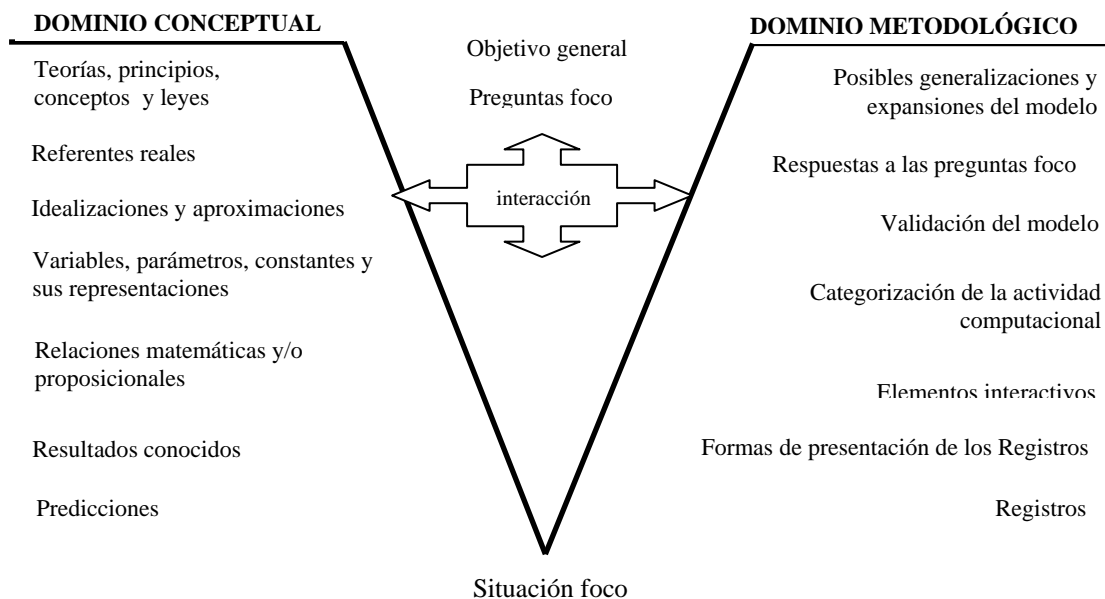 DOMINIO CONCEPTUAL
Teorías, principios,
conceptos y leyes
Referentes reales
Idealizaciones y aproximaciones
Variables, parámetros, constantes y
sus representaciones
Relaciones matemáticas y/o
proposicionales
Resultados conocidos
Predicciones
Objetivo general
Preguntas foco
interacción
Situación foco
DOMINIO METODOLÓGICO
Posibles generalizaciones y
expansiones del modelo
Respuestas a las preguntas foco
Validación del modelo
Categorización de la actividad
computacional
Elementos interactivos
Formas de presentación de los Registros
Registros